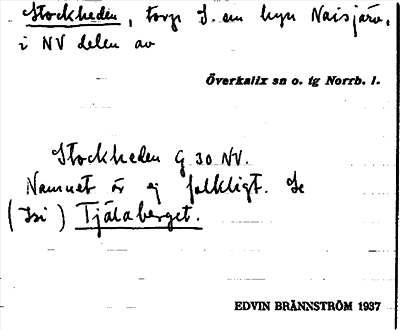 Stockheden, torp S. om byn Naisjärv,
i NV delen av
Överkalix sn o. tg Norrb. l.
Stockheden G 30 NV.
Namnet är ej folkligt. Se
( ) Tjälaberget.
EDVIN BRÄNNSTRÖM 1937